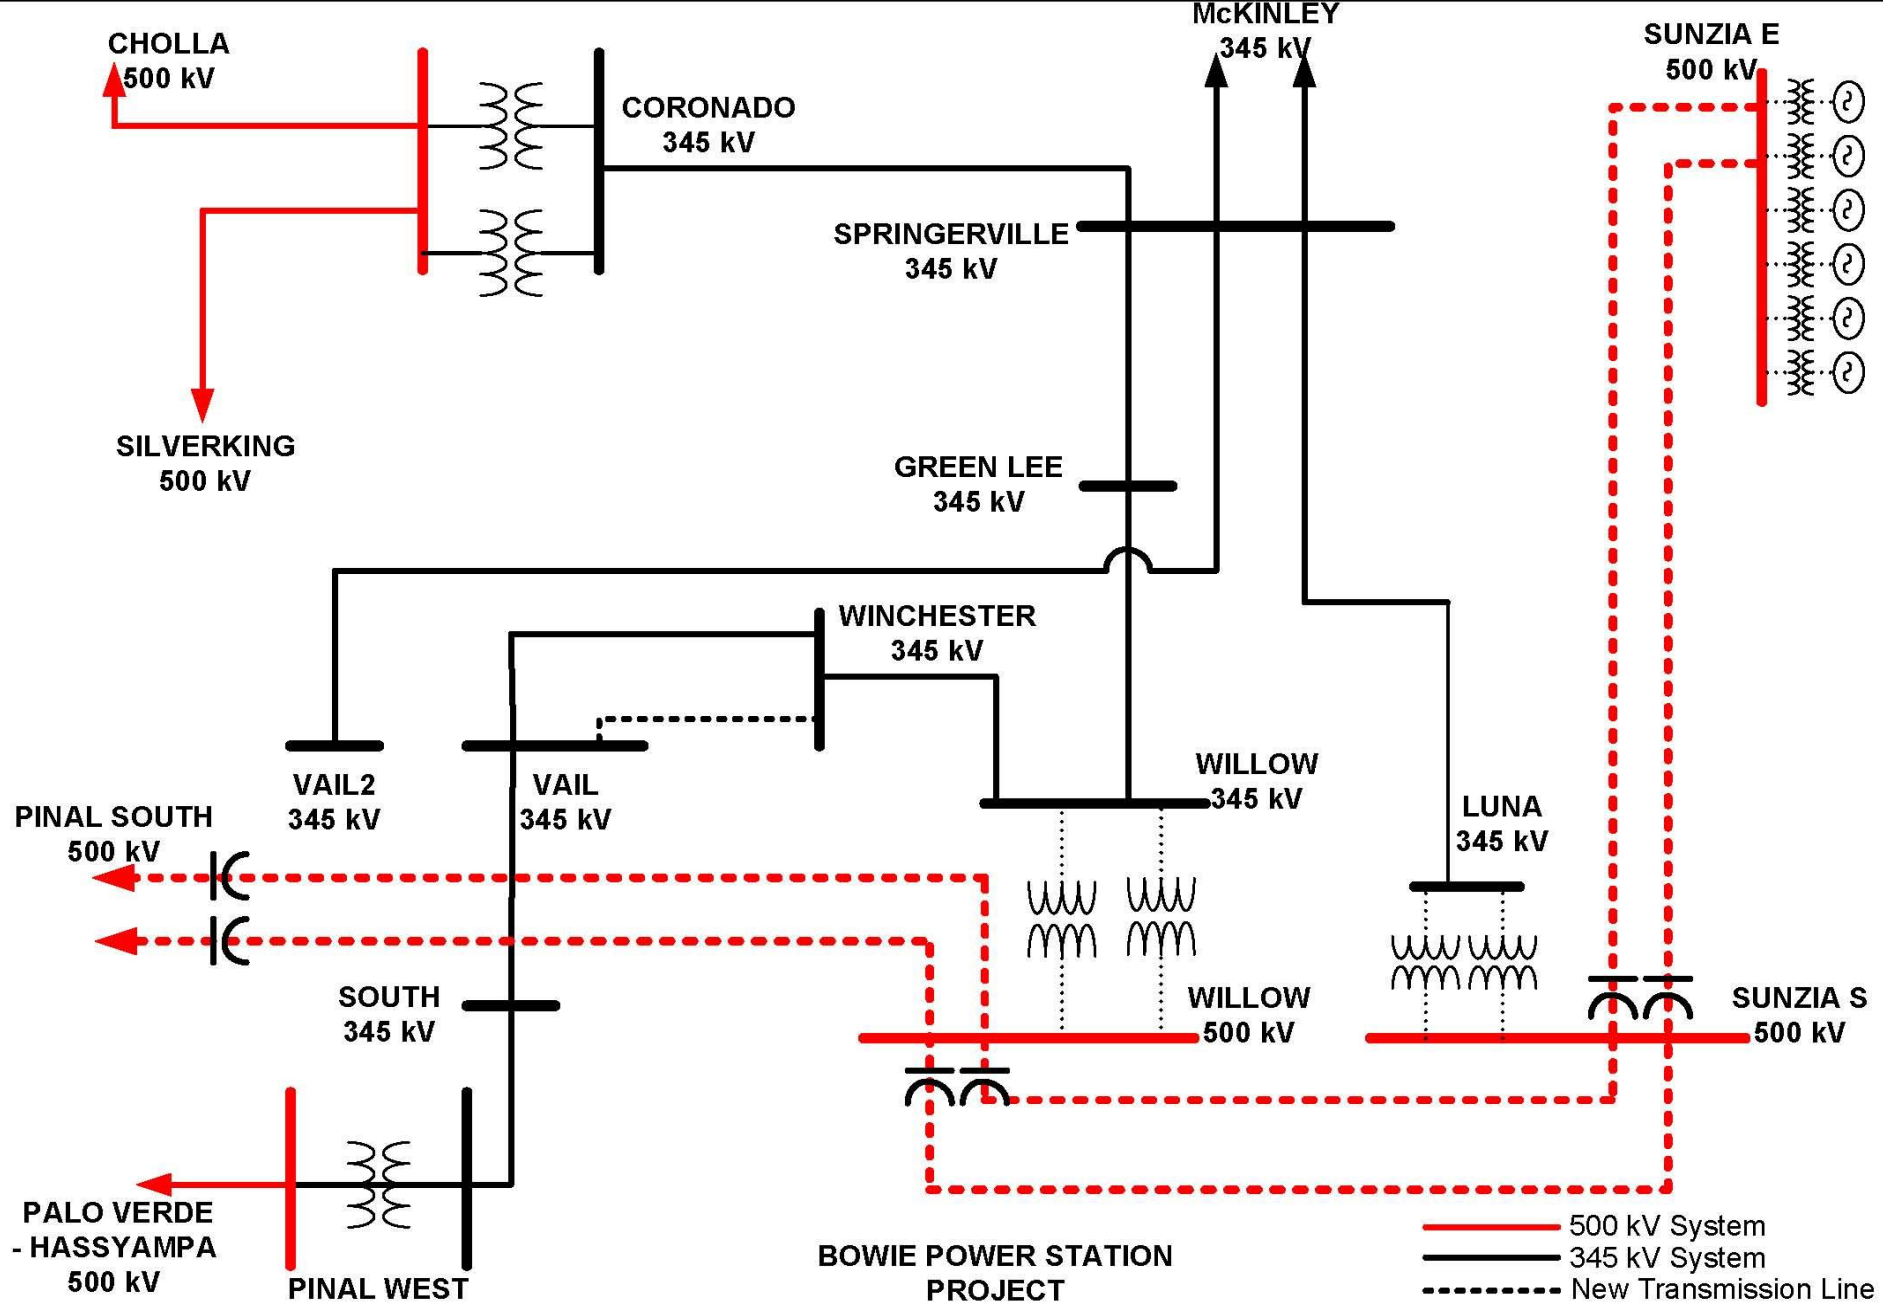 McKINLEY
345 kV
CHOLLA
500 kV
SUNZIA E
500 kV
CORONADO
345 kV
SPRINGERVILLE
345 kV
SILVERKING
500 kV
GREEN LEE
345 kV
WINCHESTER
345 kV
VAIL2
345 kV
VAIL
345 kV
WILLOW
345 kV
LUNA
345 kV
PINAL SOUTH
500 kV
SOUTH
345 kV
WILLOW
500 kV
SUNZIA S
500 kV
PALO VERDE
- HASSYAMPA
500 kV
PINAL WEST
BOWIE POWER STATION
PROJECT
500 kV System
345 kV System
New Transmission Line